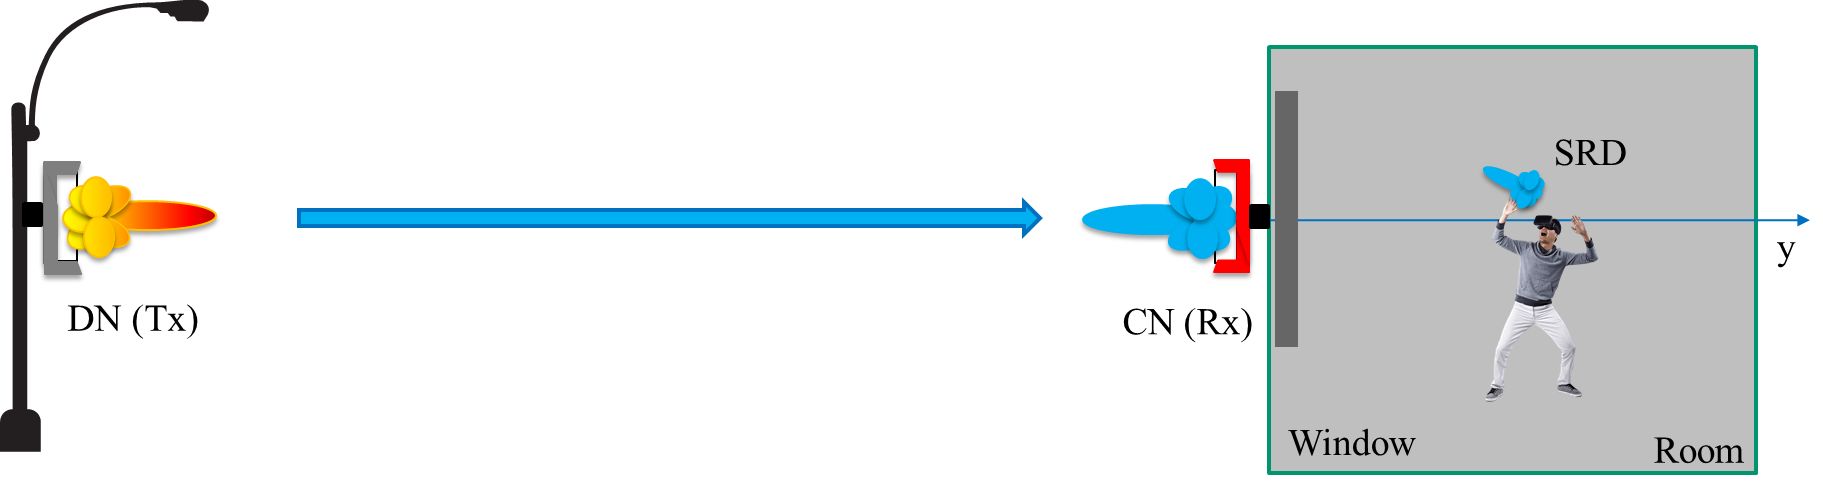 SRD
y
DN (Tx)
CN (Rx)
Window
Room